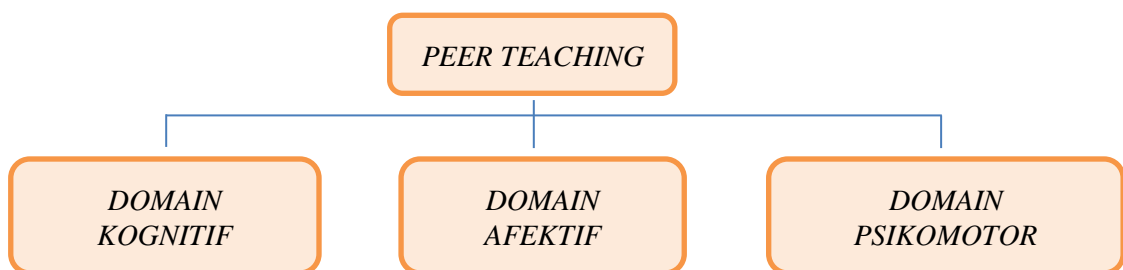 PEER TEACHING
DOMAIN
KOGNITIF
DOMAIN
AFEKTIF
DOMAIN
PSIKOMOTOR